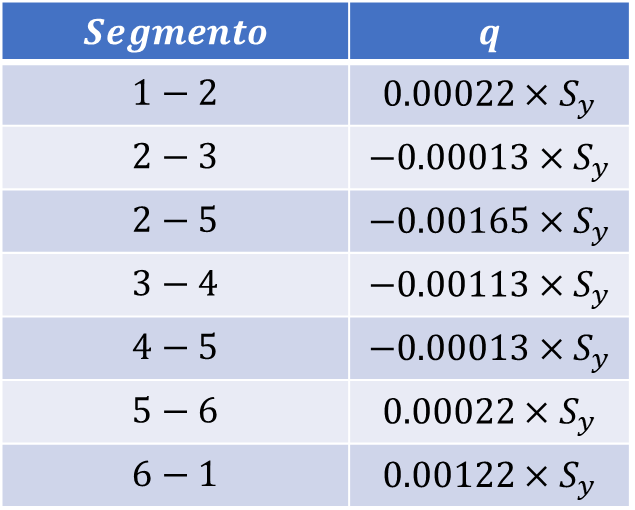 Segmento q
1 − 2 0.00022 × S_y
2 − 3 −0.00013 × S_y
2 − 5 −0.00165 × S_y
3 − 4 −0.00113 × S_y
4 − 5 −0.00013 × S_y
5 − 6 0.00022 × S_y
6 − 1 0.00122 × S_y